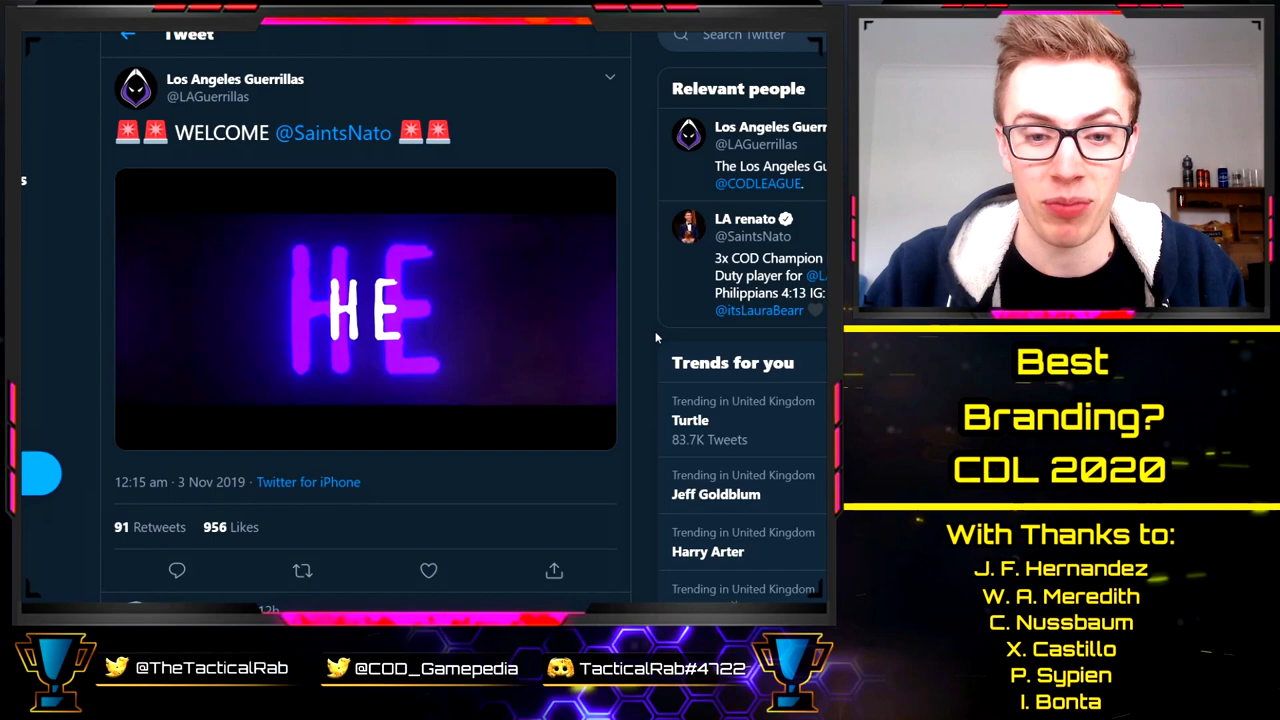 Tweet
Search Twitter
Los Angeles Guerrillas
@LAGuerrillas
🚨🚨 WELCOME @SaintsNato 🚨🚨
HE
HE
12:15 am · 3 Nov 2019 · Twitter for iPhone
91 Retweets 956 Likes
12h
s
Relevant people
Los Angeles Guerr
@LAGuerrillas
The Los Angeles Gu
@CODLEAGUE.
LA renato
@SaintsNato
3x COD Champion
Duty player for @L
Philippians 4:13 IG:
@itsLauraBearr
Trends for you
Trending in United Kingdom
Turtle
83.7K Tweets
Trending in United Kingdom
Jeff Goldblum
Trending in United Kingdom
Harry Arter
Trending in United Kingdom
Best
Branding?
CDL 2020
With Thanks to:
J. F. Hernandez
W. A. Meredith
C. Nussbaum
X. Castillo
P. Sypien
I. Bonta
@TheTacticalRab
@COD_Gamepedia
TacticalRab#4722